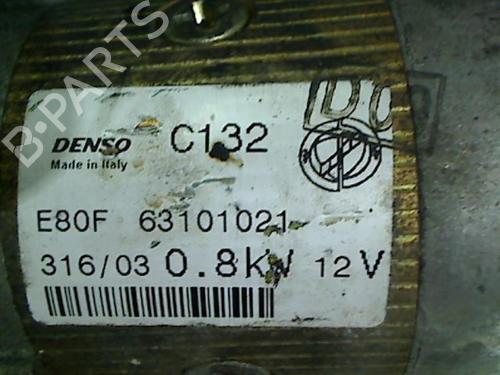 B-PARTS
DENSO C132
Made in Italy
E80F 63101021
316/03 0.8kW 12V